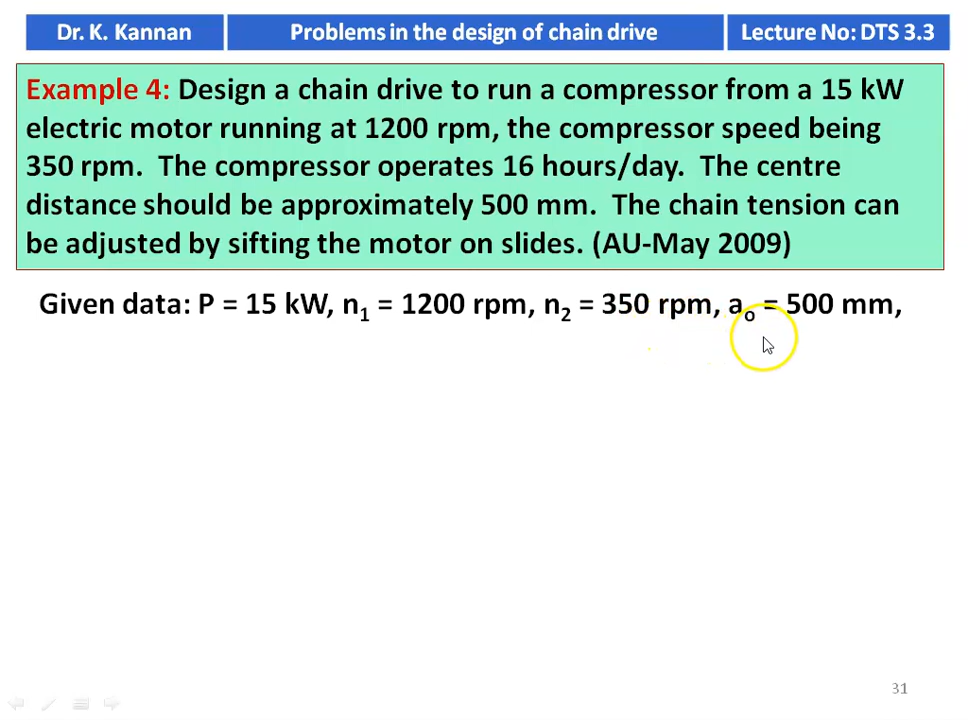 Dr. K. Kannan
Problems in the design of chain drive
Lecture No: DTS 3.3
Example 4: Design a chain drive to run a compressor from a 15 kW
electric motor running at 1200 rpm, the compressor speed being
350 rpm. The compressor operates 16 hours/day. The centre
distance should be approximately 500 mm. The chain tension can
be adjusted by sifting the motor on slides. (AU-May 2009)
Given data: P = 15 kW, n₁ = 1200 rpm, n₂ = 350 rpm, aₒ = 500 mm,
31